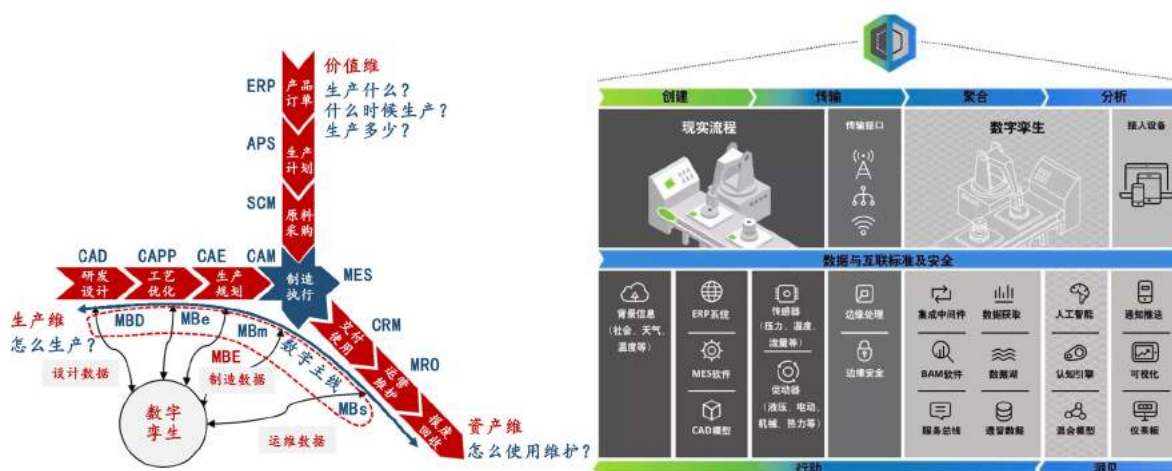 ERP
产品
订单
价值维
生产什么？
什么时候生产？
生产多少？
APS
生产
计划
SCM
原料
采购
CAD
CAPP
CAE
CAM
MES
研发
设计
工艺
优化
生产
规划
制造
执行
生产维
怎么生产？
MBD
MBe
MBm
MBE
数字主线
MBs
设计数据
制造数据
运维数据
数字
孪生
交付
使用
CRM
运营
维护
MRO
报废
回收
资产维
怎么使用维护？
创建
传输
聚合
分析
现实流程
传输接口
数字孪生
接入设备
数据与互联标准及安全
背景信息
（社会、天气、
温度等）
ERP系统
MES软件
CAD模型
传感器
（压力、温度、
流量等）
促动器
（液压、电动、
机械、热力等）
边缘处理
边缘安全
集成中间件
数据获取
BAM软件
数据湖
服务总线
遗留数据
人工智能
通知推送
认知引擎
可视化
混合模型
仪表板
行动
洞见